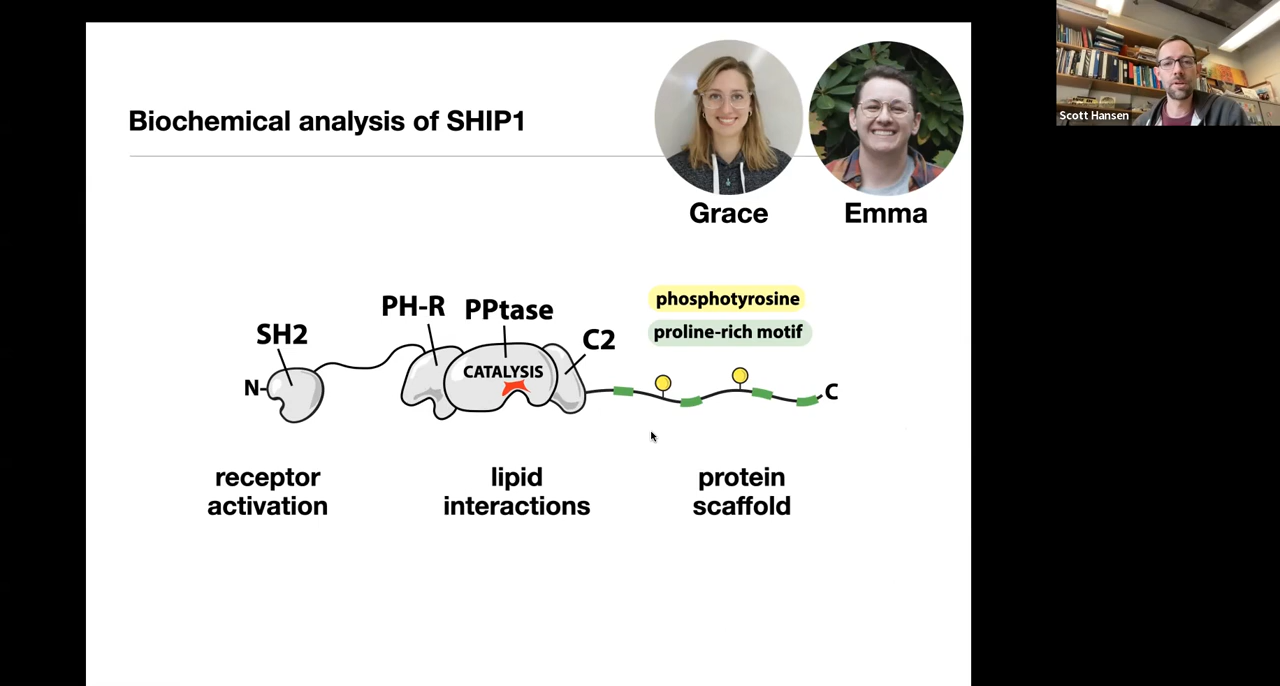 Scott Hansen
Biochemical analysis of SHIP1
Grace
Emma
phosphotyrosine
proline-rich motif
SH2
PH-R
PPtase
C2
N-
CATALYSIS
C
receptor
activation
lipid
interactions
protein
scaffold